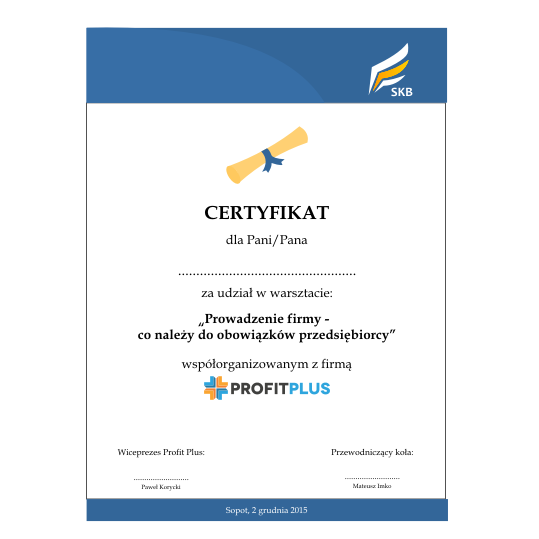 SKB
CERTYFIKAT
dla Pani/Pana
.................................................
za udział w warsztacie:
„Prowadzenie firmy -
co należy do obowiązków przedsiębiorcy”
współorganizowanym z firmą
PROFITPLUS
Wiceprezes Profit Plus:
..........................
Paweł Korycki
Przewodniczący koła:
..........................
Mateusz Imko
Sopot, 2 grudnia 2015